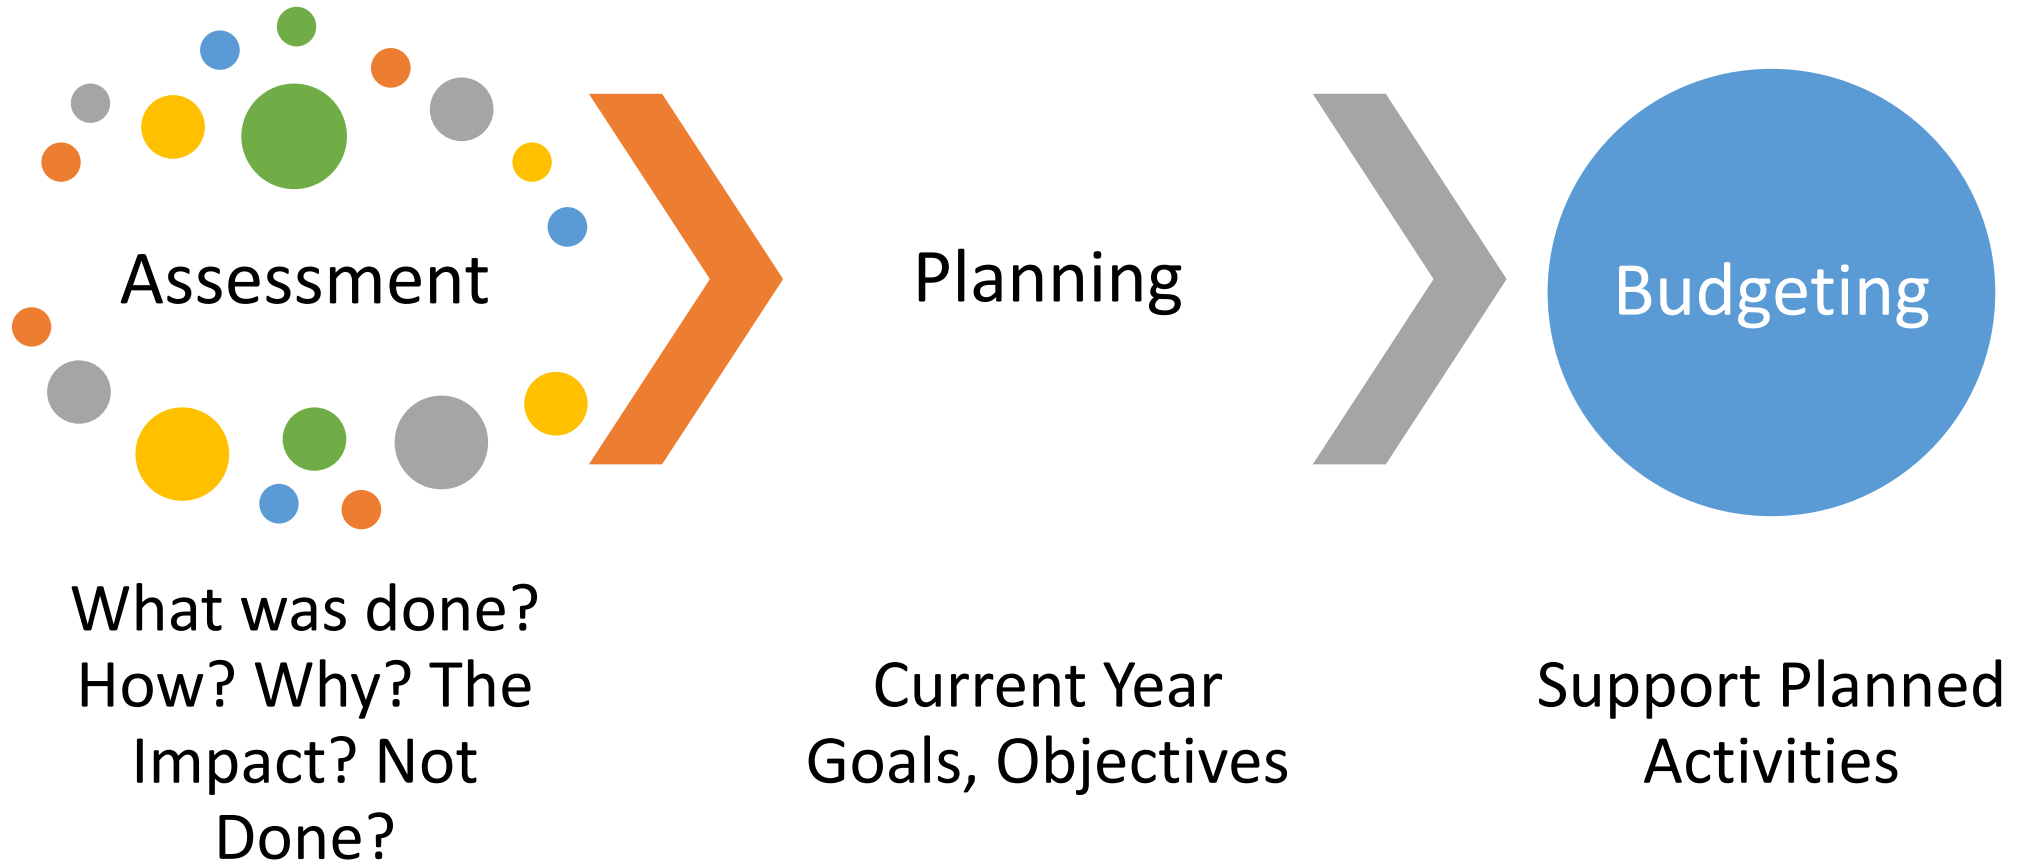 Assessment
Planning
Budgeting
What was done?
How? Why? The
Impact? Not
Done?
Current Year
Goals, Objectives
Support Planned
Activities